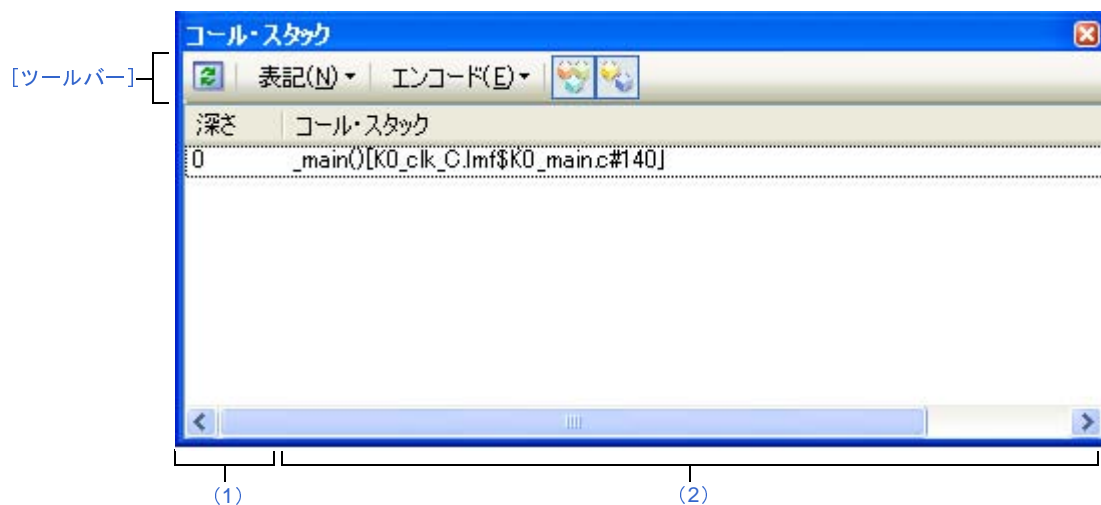 コール・スタック
[ツールバー]
表記(N) エンコード(E)
深さ コール・スタック
0 _main()[K0_clk_C.lmf$K0_main.c#140]
(1) (2)